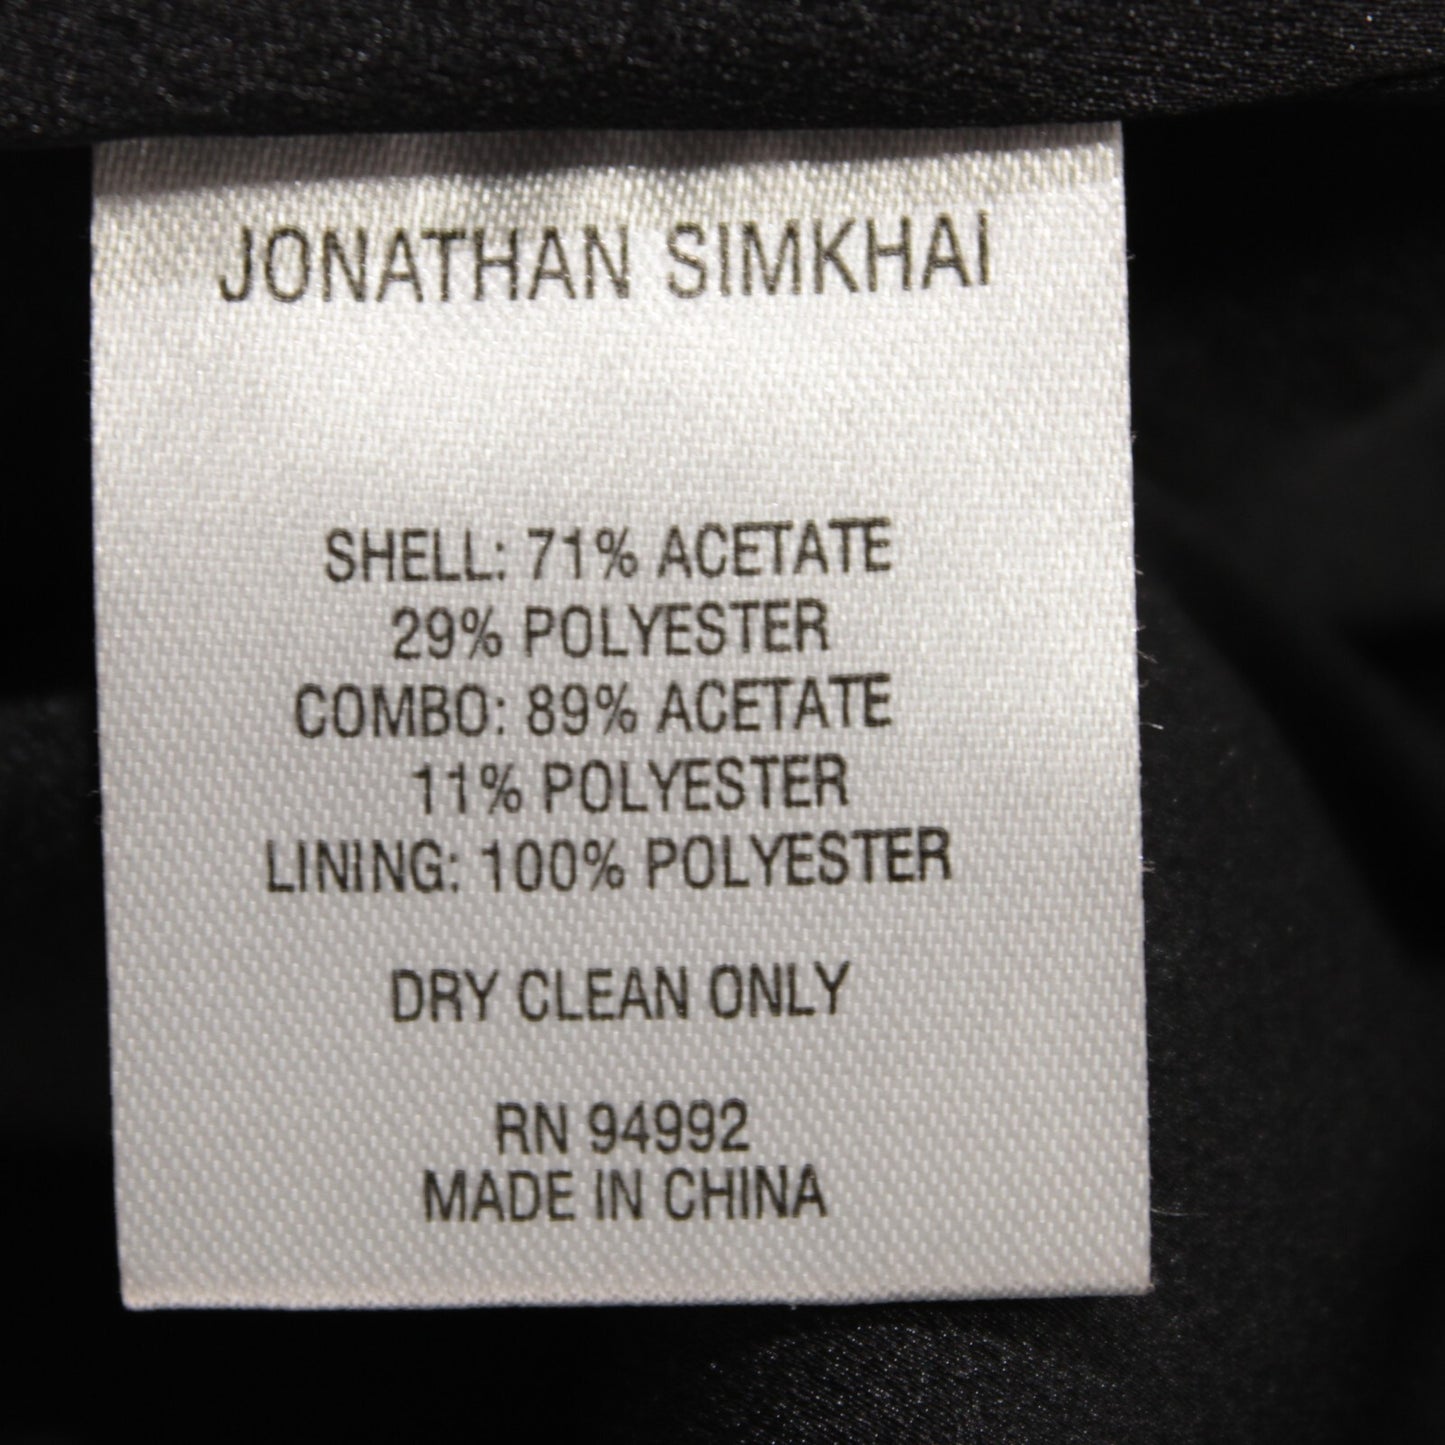 JONATHAN SIMKHAI
SHELL: 71% ACETATE
29% POLYESTER
COMBO: 89% ACETATE
11% POLYESTER
LINING: 100% POLYESTER
DRY CLEAN ONLY
RN 94992
MADE IN CHINA